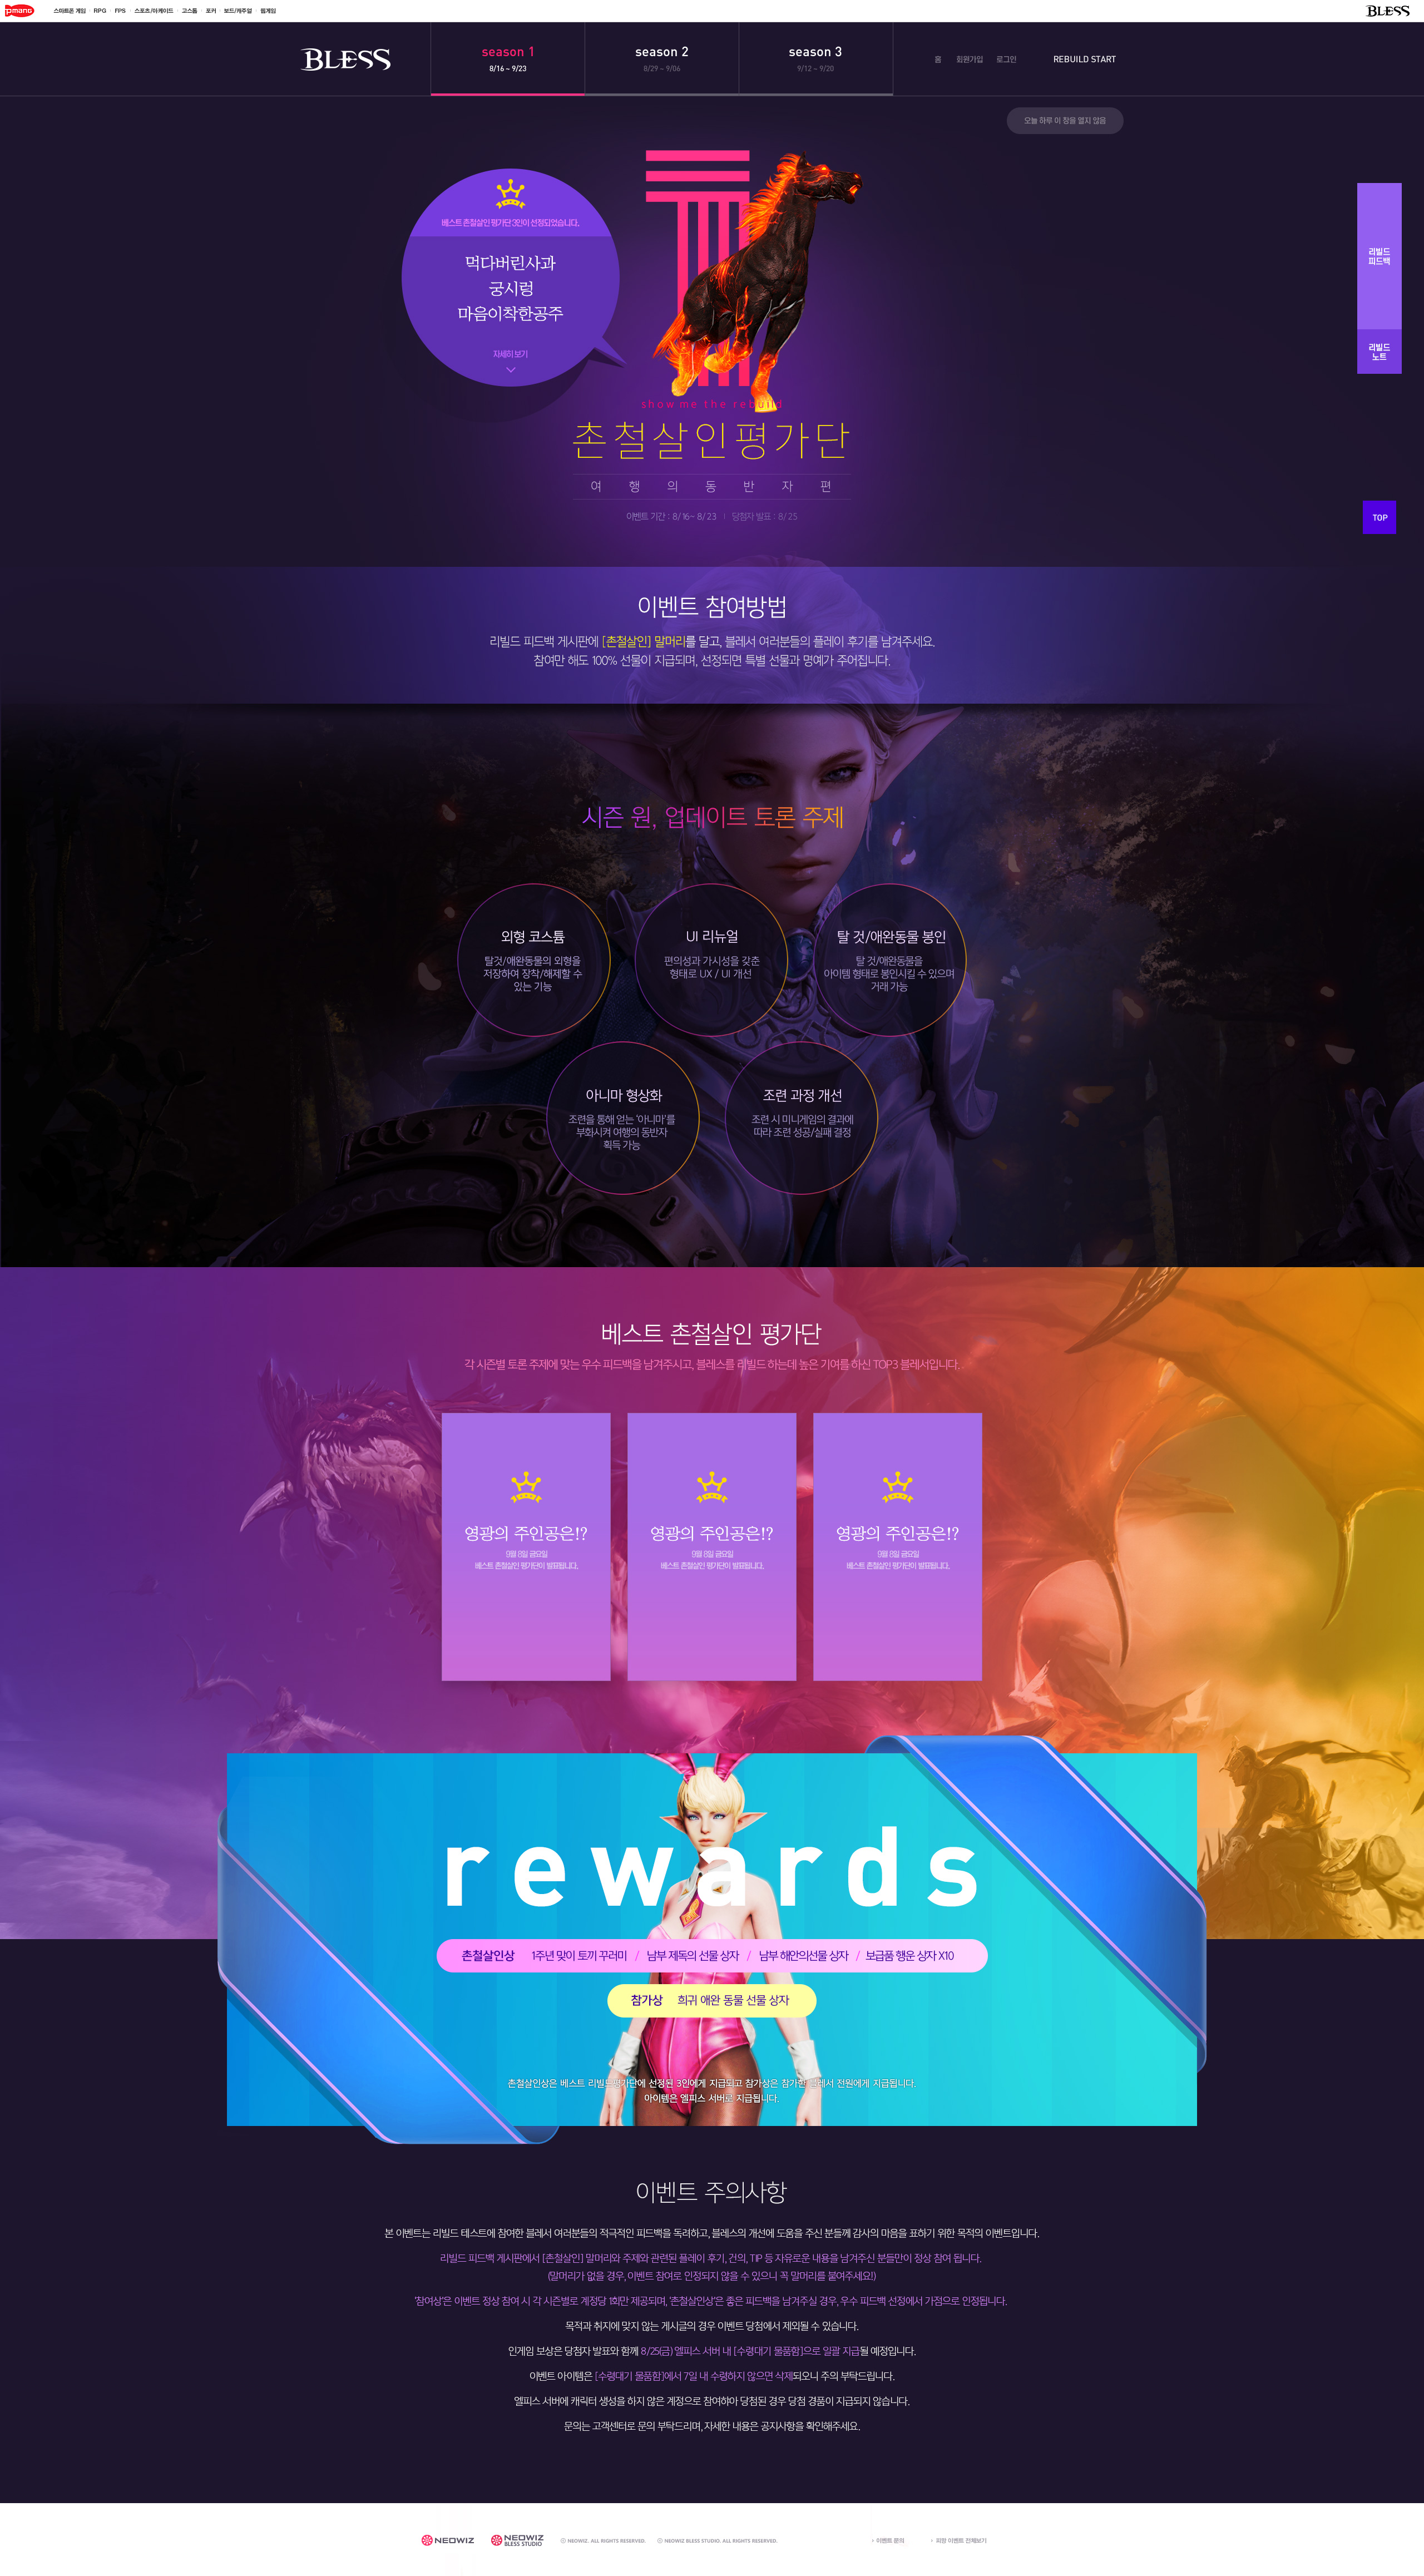 pmang
스마트폰 게임 RPG FPS 스포츠/아케이드 고스톱 포커 보드/캐주얼 웹게임
BLESS
BLESS
season 1
8/16 ~ 9/23
season 2
8/29 ~ 9/06
season 3
9/12 ~ 9/20
홈 회원가입 로그인 REBUILD START
오늘 하루 이 창을 열지 않음
베스트 촌철살인 평가단 3인이 선정되었습니다.
먹다버린사과
궁시렁
마음이착한공주
자세히 보기
리빌드
피드백
리빌드
노트
TOP
show me the rebuild
촌철살인평가단
여행의동반자편
이벤트 기간 : 8/16 ~ 8/23 | 당첨자 발표 : 8/25
이벤트 참여방법
리빌드 피드백 게시판에 [촌철살인] 말머리를 달고, 블레서 여러분들의 플레이 후기를 남겨주세요.
참여만 해도 100% 선물이 지급되며, 선정되면 특별 선물과 명예가 주어집니다.
시즌 원, 업데이트 토론 주제
외형 코스튬
탈것/애완동물의 외형을
저장하여 장착/해제할 수
있는 기능
UI 리뉴얼
편의성과 가시성을 갖춘
형태로 UX / UI 개선
탈 것/애완동물 봉인
탈 것/애완동물을
아이템 형태로 봉인시킬 수 있으며
거래 가능
아니마 형상화
조련을 통해 얻는 '아니마'를
부화시켜 여행의 동반자
획득 가능
조련 과정 개선
조련 시 미니게임의 결과에
따라 조련 성공/실패 결정
베스트 촌철살인 평가단
각 시즌별 토론 주제에 맞는 우수 피드백을 남겨주시고, 블레스를 리빌드 하는데 높은 기여를 하신 TOP3 블레서입니다.
영광의 주인공은!?
9월 8일 금요일
베스트 촌철살인 평가단이 발표됩니다.
영광의 주인공은!?
9월 8일 금요일
베스트 촌철살인 평가단이 발표됩니다.
영광의 주인공은!?
9월 8일 금요일
베스트 촌철살인 평가단이 발표됩니다.
rewards
촌철살인상 1주년 맞이 토끼 꾸러미 / 남부 제독의 선물 상자 / 남부 해안의선물 상자 / 보급품 행운 상자 X10
참가상 희귀 애완 동물 선물 상자
촌철살인상은 베스트 리빌드평가단에 선정된 3인에게 지급되고 참가상은 참가한 블레서 전원에게 지급됩니다.
아이템은 엘피스 서버로 지급됩니다.
이벤트 주의사항
본 이벤트는 리빌드 테스트에 참여한 블레서 여러분들의 적극적인 피드백을 독려하고, 블레스의 개선에 도움을 주신 분들께 감사의 마음을 표하기 위한 목적의 이벤트입니다.
리빌드 피드백 게시판에서 [촌철살인] 말머리와 주제와 관련된 플레이 후기, 건의, TIP 등 자유로운 내용을 남겨주신 분들만이 정상 참여 됩니다.
(말머리가 없을 경우, 이벤트 참여로 인정되지 않을 수 있으니 꼭 말머리를 붙여주세요!)
'참여상'은 이벤트 정상 참여 시 각 시즌별로 계정당 1회만 제공되며, '촌철살인상'은 좋은 피드백을 남겨주실 경우, 우수 피드백 선정에서 가점으로 인정됩니다.
목적과 취지에 맞지 않는 게시글의 경우 이벤트 당첨에서 제외될 수 있습니다.
인게임 보상은 당첨자 발표와 함께 8/25(금) 엘피스 서버 내 [수령대기 물품함]으로 일괄 지급될 예정입니다.
이벤트 아이템은 [수령대기 물품함]에서 7일 내 수령하지 않으면 삭제되오니 주의 부탁드립니다.
엘피스 서버에 캐릭터 생성을 하지 않은 계정으로 참여하야 당첨된 경우 당첨 경품이 지급되지 않습니다.
문의는 고객센터로 문의 부탁드리며, 자세한 내용은 공지사항을 확인해주세요.
NEOWIZ NEOWIZ BLESS STUDIO ⓒ NEOWIZ. ALL RIGHTS RESERVED. ⓒ NEOWIZ BLESS STUDIO. ALL RIGHTS RESERVED. 이벤트 문의 피망 이벤트 전체보기